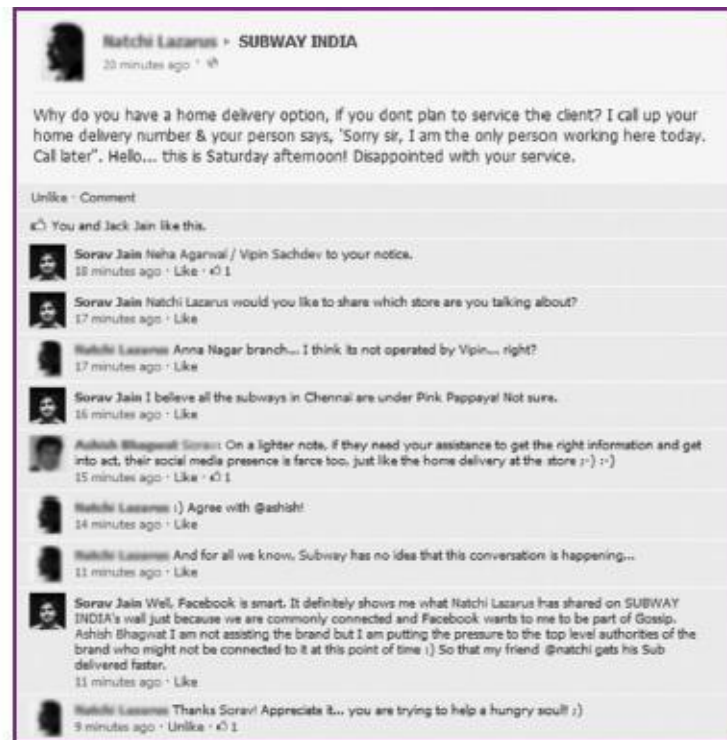 Natchi Lazarus ▸ SUBWAY INDIA
20 minutes ago ·
Why do you have a home delivery option, if you dont plan to service the client? I call up your
home delivery number & your person says, 'Sorry sir, I am the only person working here today.
Call later". Hello... this is Saturday afternoon! Disappointed with your service.
Unlike · Comment
You and Jack Jain like this.
Sorav Jain Neha Agarwal / Vipin Sachdev to your notice.
18 minutes ago · Like · 1
Sorav Jain Natchi Lazarus would you like to share which store are you talking about?
17 minutes ago · Like
Natchi Lazarus Anna Nagar branch... I think its not operated by Vipin... right?
17 minutes ago · Like
Sorav Jain I believe all the subways in Chennai are under Pink Pappaya! Not sure.
16 minutes ago · Like
Ashish Bhagwat Sorav: On a lighter note, if they need your assistance to get the right information and get
into act, their social media presence is farce too, just like the home delivery at the store ;-) :-)
15 minutes ago · Like · 1
Natchi Lazarus :) Agree with @ashish!
14 minutes ago · Like
Natchi Lazarus And for all we know, Subway has no idea that this conversation is happening...
11 minutes ago · Like
Sorav Jain Well, Facebook is smart. It definitely shows me what Natchi Lazarus has shared on SUBWAY
INDIA's wall just because we are commonly connected and Facebook wants to me to be part of Gossip.
Ashish Bhagwat I am not assisting the brand but I am putting the pressure to the top level authorities of the
brand who might not be connected to it at this point of time :) So that my friend @natchi gets his Sub
delivered faster.
11 minutes ago · Like
Natchi Lazarus Thanks Sorav! Appreciate it... you are trying to help a hungry soul!! ;)
9 minutes ago · Unlike · 1